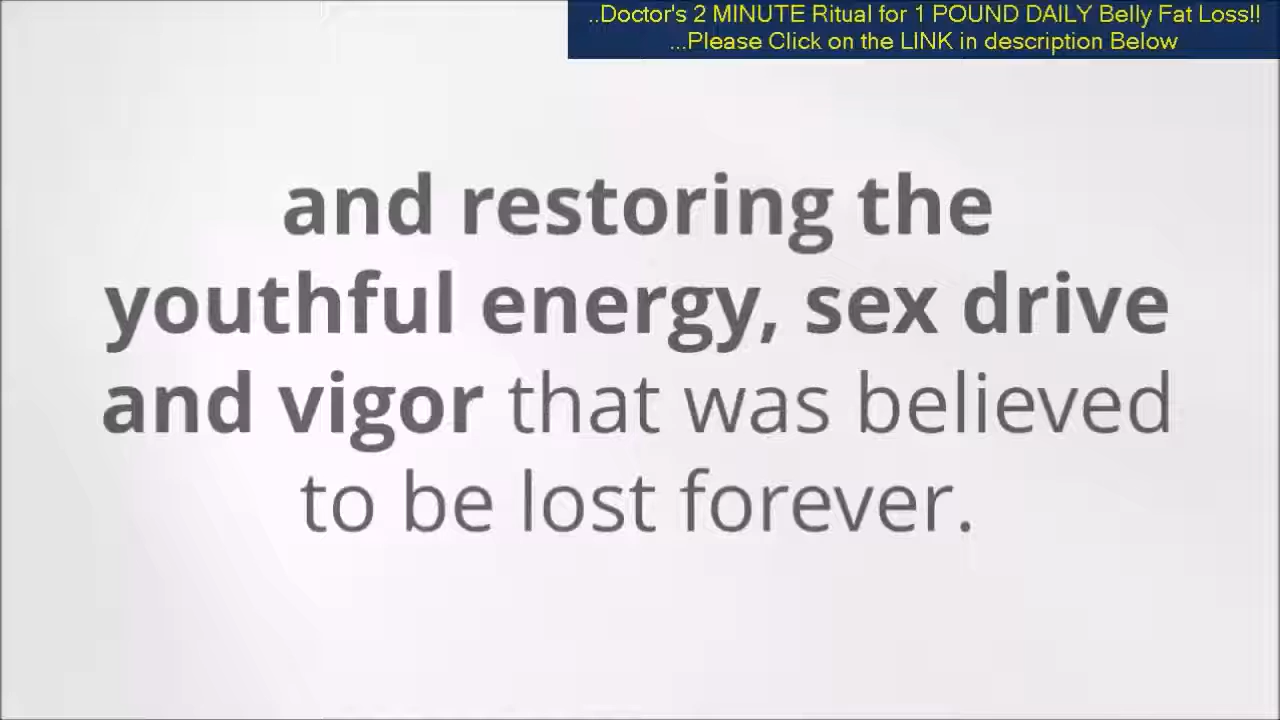 ..Doctor's 2 MINUTE Ritual for 1 POUND DAILY Belly Fat Loss!!
...Please Click on the LINK in description Below
and restoring the
youthful energy, sex drive
and vigor that was believed
to be lost forever.